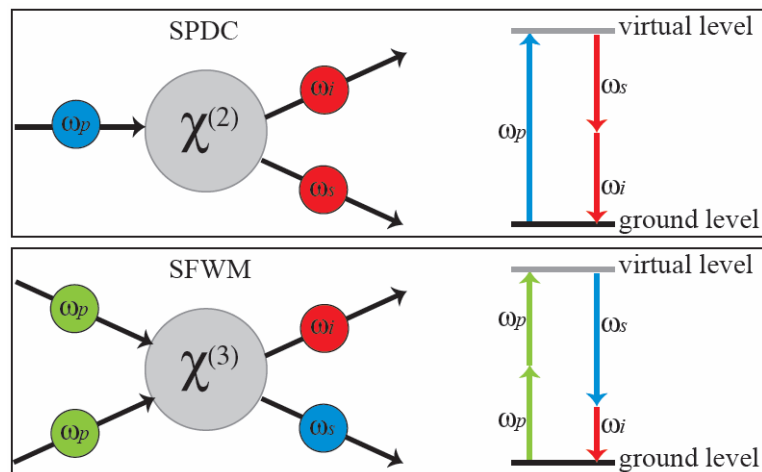 SPDC
ωp
χ(2)
ωi
ωs
virtual level
ωp
ωs
ωi
ground level
SFWM
ωp
ωp
χ(3)
ωi
ωs
virtual level
ωp
ωp
ωs
ωi
ground level